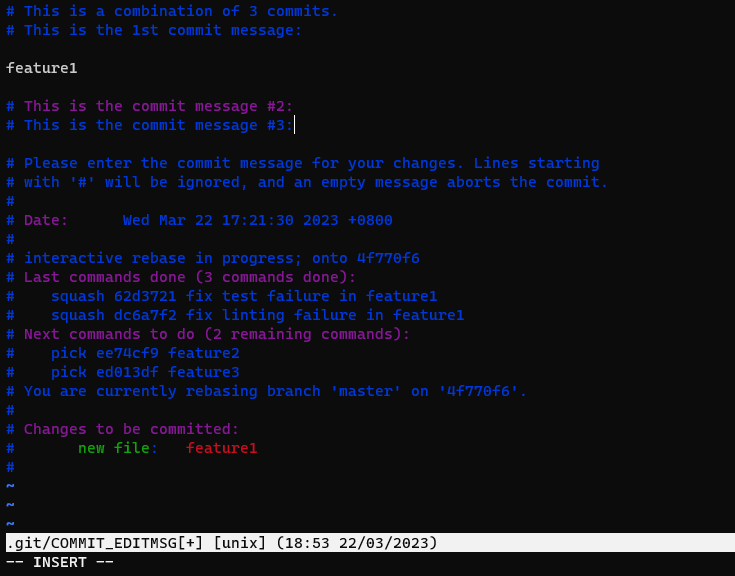 # This is a combination of 3 commits.
# This is the 1st commit message:

feature1

# This is the commit message #2:
# This is the commit message #3:

# Please enter the commit message for your changes. Lines starting
# with '#' will be ignored, and an empty message aborts the commit.
#
# Date:      Wed Mar 22 17:21:30 2023 +0800
#
# interactive rebase in progress; onto 4f770f6
# Last commands done (3 commands done):
#    squash 62d3721 fix test failure in feature1
#    squash dc6a7f2 fix linting failure in feature1
# Next commands to do (2 remaining commands):
#    pick ee74cf9 feature2
#    pick ed013df feature3
# You are currently rebasing branch 'master' on '4f770f6'.
#
# Changes to be committed:
#       new file:   feature1
#
~
~
~
.git/COMMIT_EDITMSG[+] [unix] (18:53 22/03/2023)
-- INSERT --